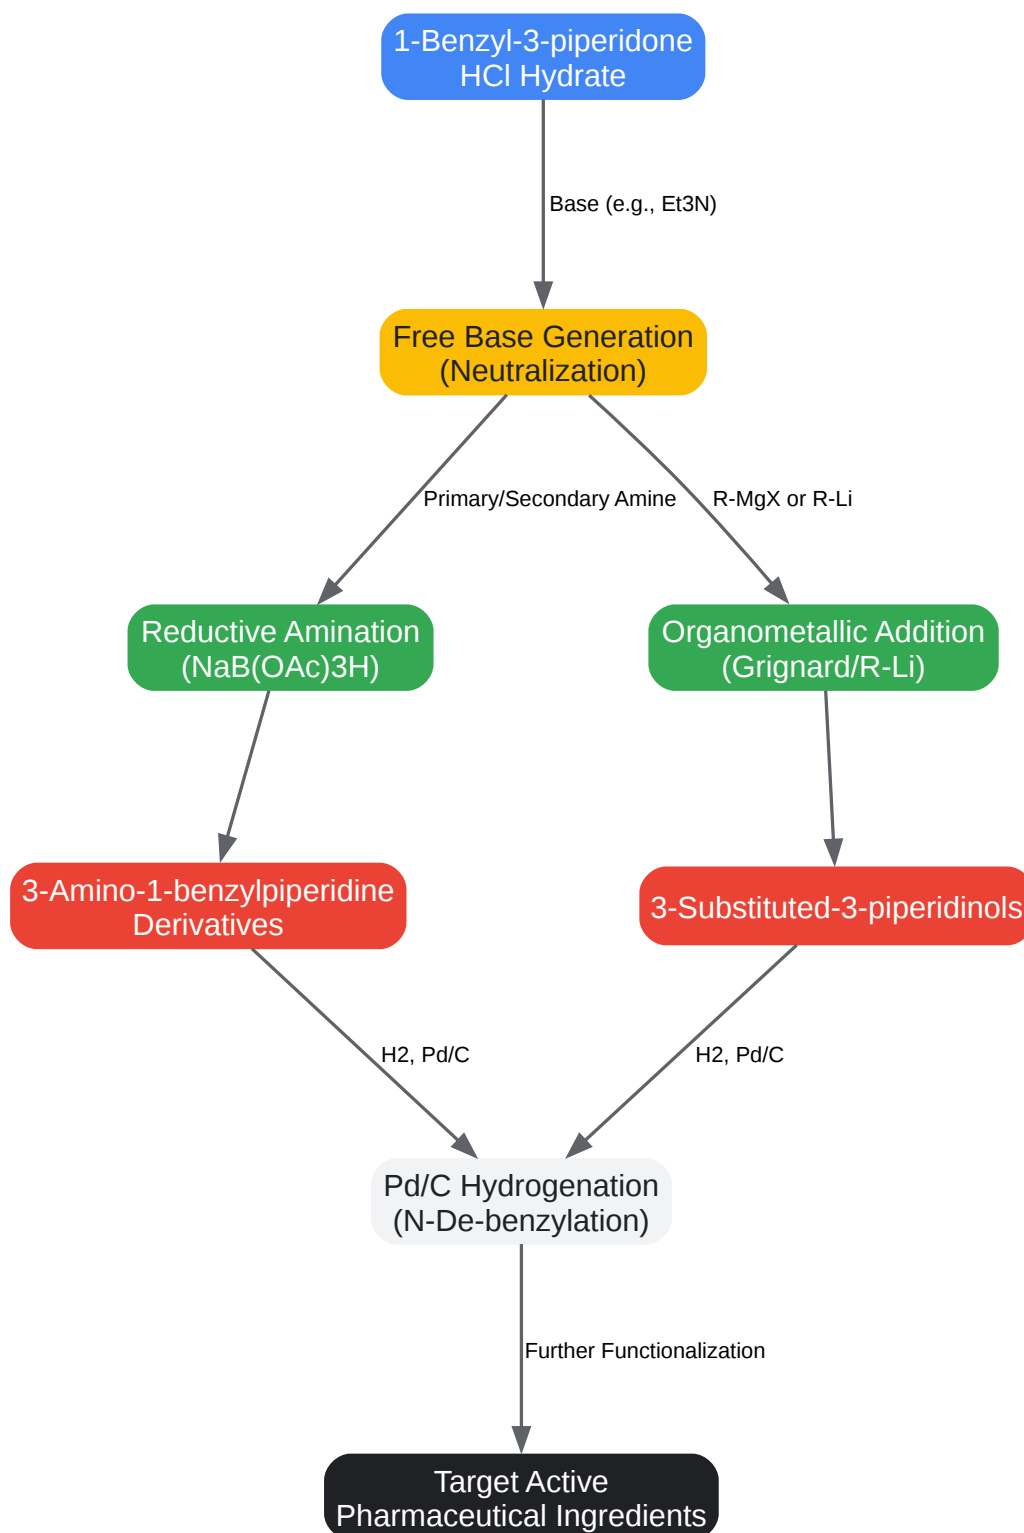 1-Benzyl-3-piperidone
HCl Hydrate
Base (e.g., Et3N)
Free Base Generation
(Neutralization)
Primary/Secondary Amine
R-MgX or R-Li
Reductive Amination
(NaB(OAc)3H)
Organometallic Addition
(Grignard/R-Li)
3-Amino-1-benzylpiperidine
Derivatives
3-Substituted-3-piperidinols
H2, Pd/C
H2, Pd/C
Pd/C Hydrogenation
(N-De-benzylation)
Further Functionalization
Target Active
Pharmaceutical Ingredients